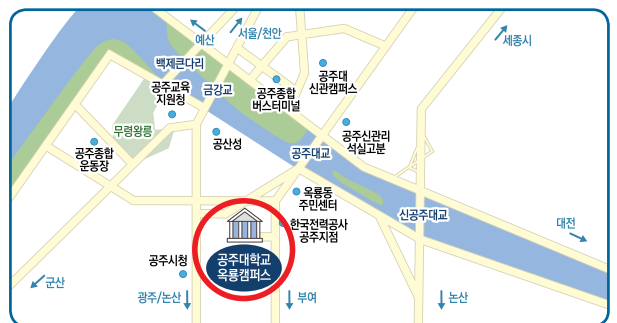 예산
서울/천안
세종시
백제큰다리
공주교육
지원청
금강교
공주종합
버스터미널
공주대
신관캠퍼스
무령왕릉
공산성
공주신관리
석실고분
공주종합
운동장
공주대교
옥룡동
주민센터
신공주대교
한국전력공사
공주지점
대전
공주시청
공주대학교
옥룡캠퍼스
군산
광주/논산
부여
논산